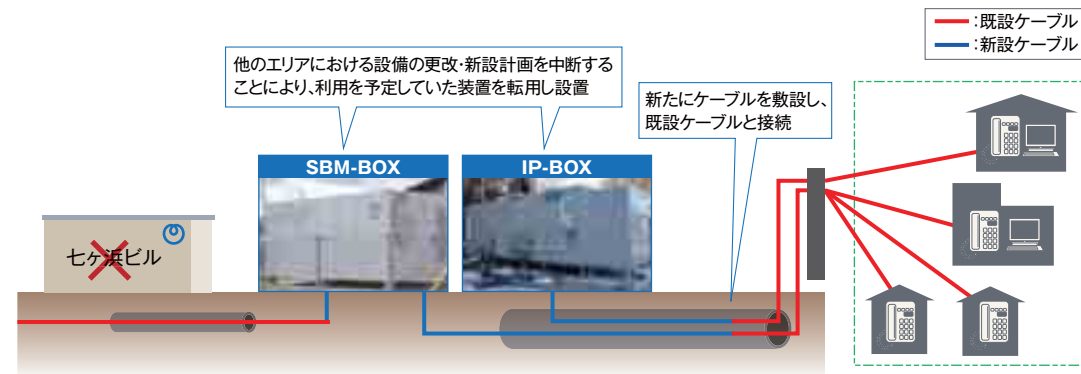 :既設ケーブル
:新設ケーブル
他のエリアにおける設備の更改・新設計画を中断する
ことにより、利用を予定していた装置を転用し設置
新たにケーブルを敷設し、
既設ケーブルと接続
SBM-BOX
IP-BOX
七ヶ浜ビル